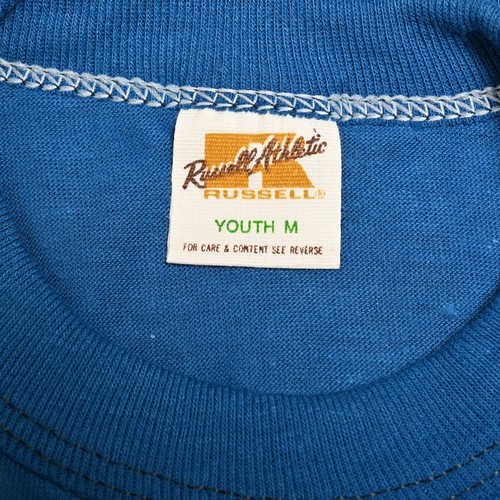 Russell Athletic
RUSSELL®
YOUTH M
FOR CARE & CONTENT SEE REVERSE